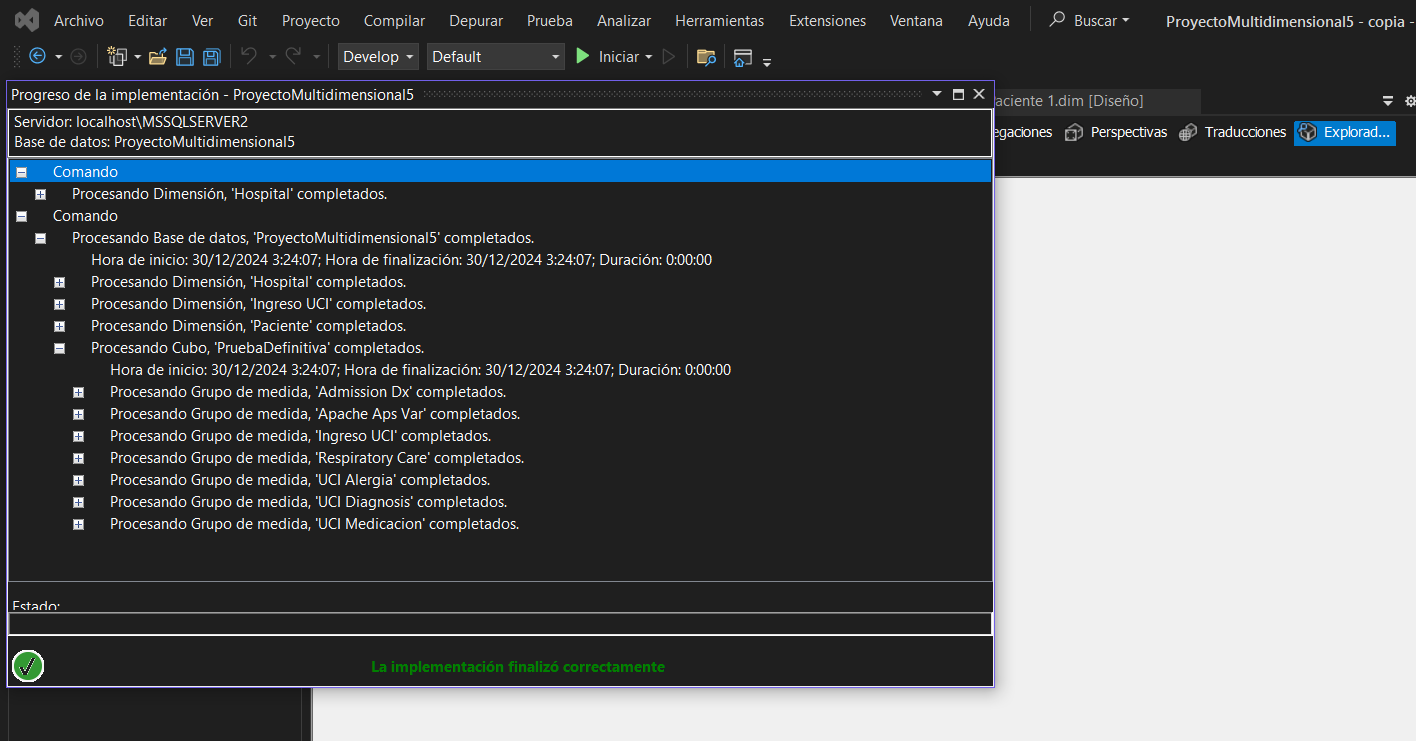 Archivo Editar Ver Git Proyecto Compilar Depurar Prueba Analizar Herramientas Extensiones Ventana Ayuda Buscar ProyectoMultidimensional5 - copia -
Develop Default Iniciar
Progreso de la implementación - ProyectoMultidimensional5
aciente 1.dim [Diseño]
Servidor: localhost\MSSQLSERVER2
Base de datos: ProyectoMultidimensional5
egaciones Perspectivas Traducciones Explorad...
Comando
Procesando Dimensión, 'Hospital' completados.
Comando
Procesando Base de datos, 'ProyectoMultidimensional5' completados.
Hora de inicio: 30/12/2024 3:24:07; Hora de finalización: 30/12/2024 3:24:07; Duración: 0:00:00
Procesando Dimensión, 'Hospital' completados.
Procesando Dimensión, 'Ingreso UCI' completados.
Procesando Dimensión, 'Paciente' completados.
Procesando Cubo, 'PruebaDefinitiva' completados.
Hora de inicio: 30/12/2024 3:24:07; Hora de finalización: 30/12/2024 3:24:07; Duración: 0:00:00
Procesando Grupo de medida, 'Admission Dx' completados.
Procesando Grupo de medida, 'Apache Aps Var' completados.
Procesando Grupo de medida, 'Ingreso UCI' completados.
Procesando Grupo de medida, 'Respiratory Care' completados.
Procesando Grupo de medida, 'UCI Alergia' completados.
Procesando Grupo de medida, 'UCI Diagnosis' completados.
Procesando Grupo de medida, 'UCI Medicacion' completados.
Estado:
La implementación finalizó correctamente